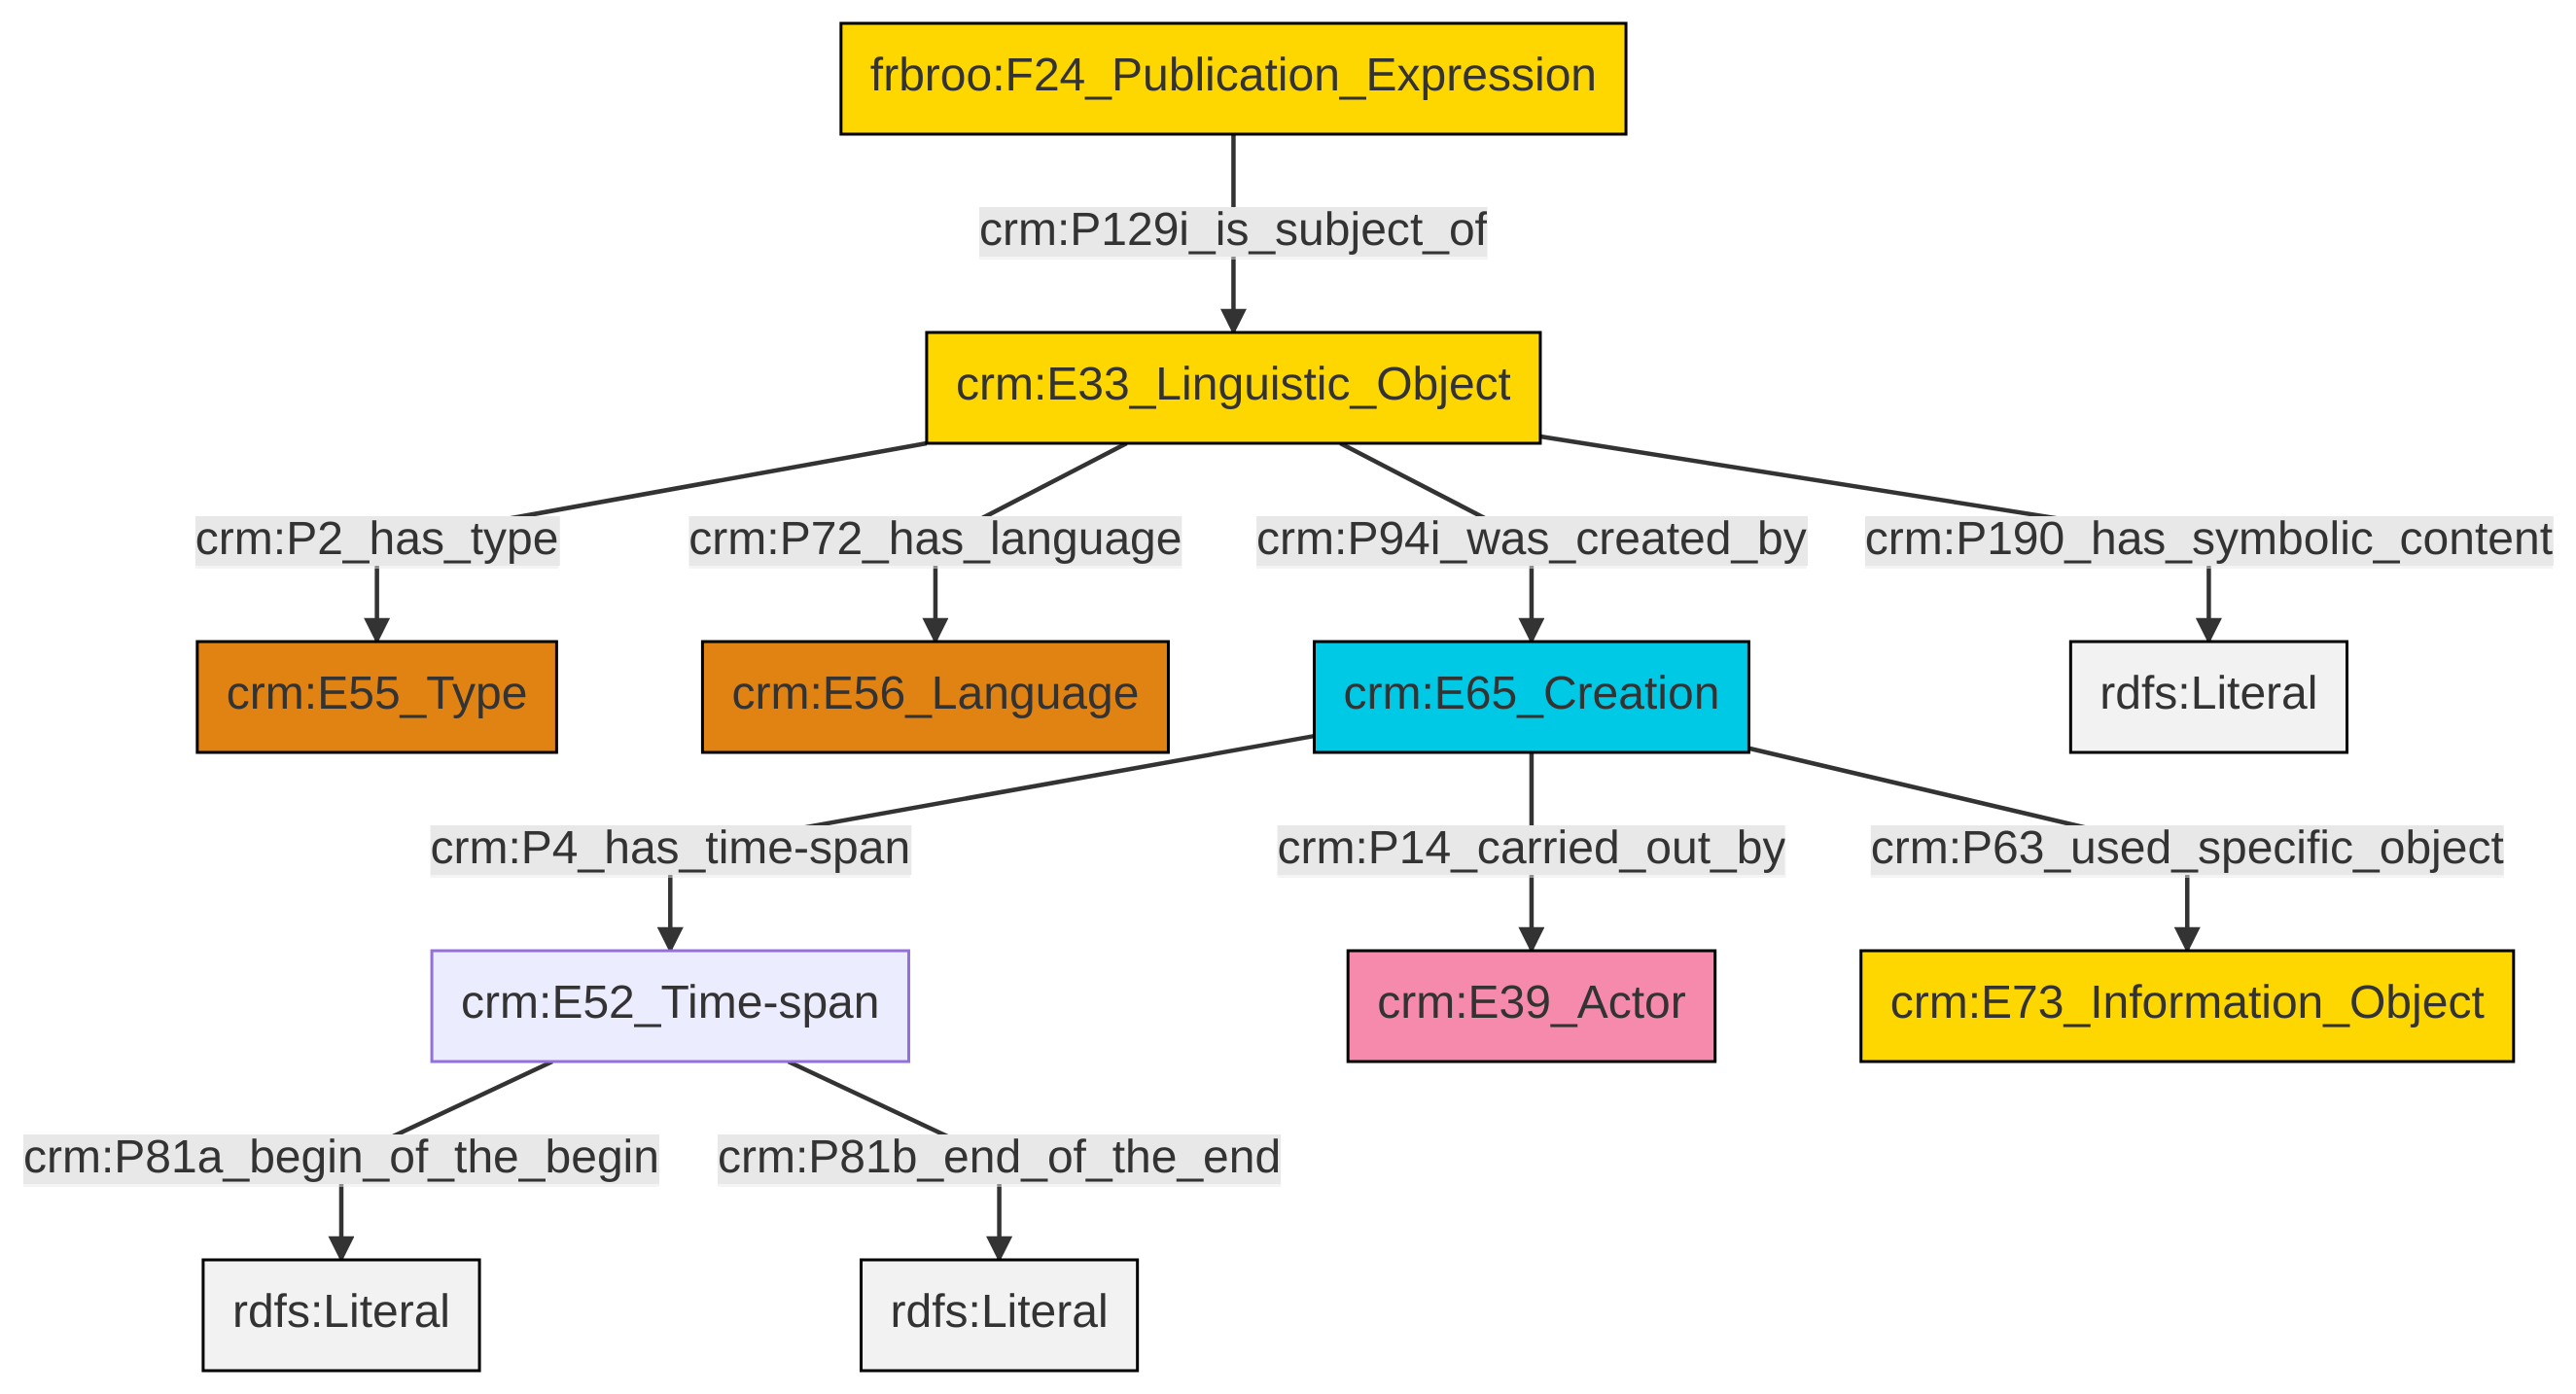 frbroo:F24_Publication_Expression
crm:P129i_is_subject_of
crm:E33_Linguistic_Object
crm:P2_has_type
crm:P72_has_language
crm:P94i_was_created_by
crm:P190_has_symbolic_content
crm:E55_Type
crm:E56_Language
crm:E65_Creation
rdfs:Literal
crm:P4_has_time-span
crm:P14_carried_out_by
crm:P63_used_specific_object
crm:E52_Time-span
crm:E39_Actor
crm:E73_Information_Object
crm:P81a_begin_of_the_begin
crm:P81b_end_of_the_end
rdfs:Literal
rdfs:Literal